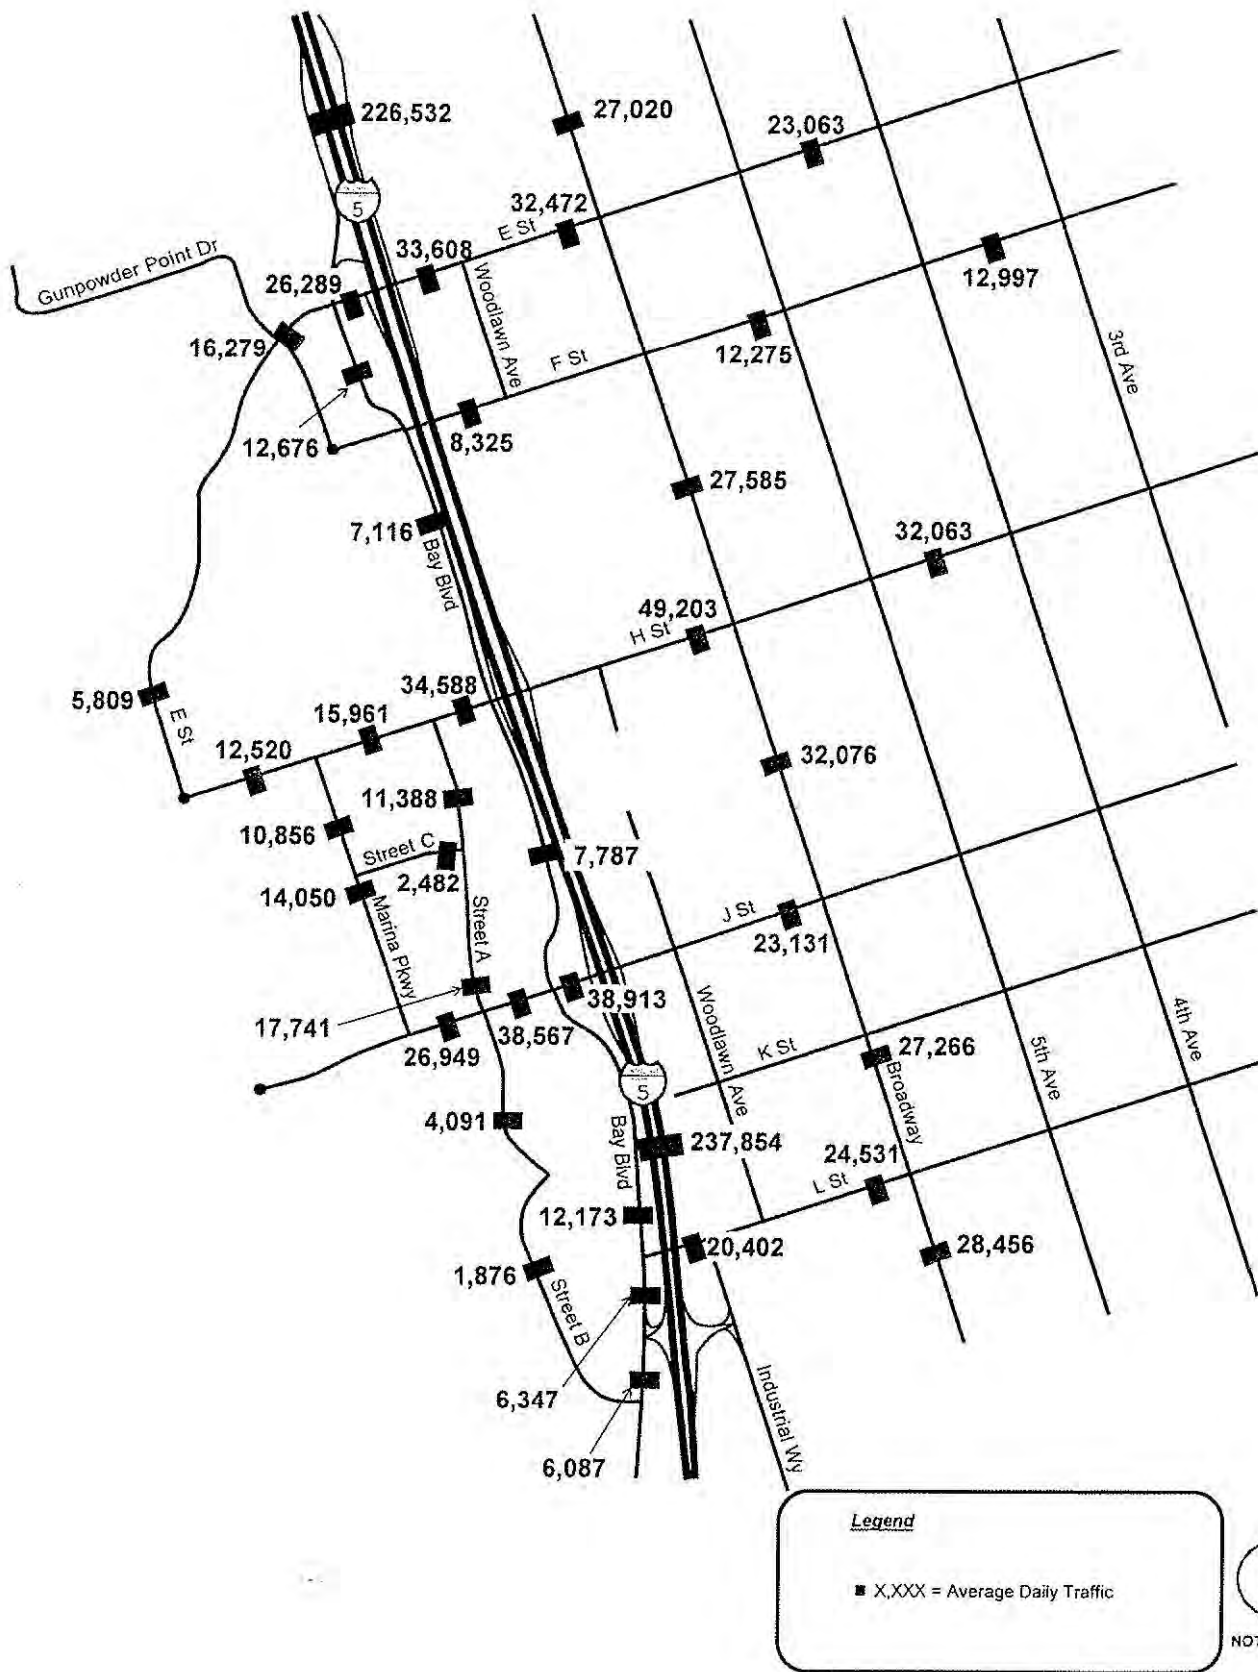 226,532
27,020
23,063
5
32,472
E St
33,608
Gunpowder Point Dr
26,289
Woodlawn Ave
12,997
16,279
F St
12,275
3rd Ave
12,676
8,325
27,585
7,116
Bay Blvd
32,063
49,203
H St
34,588
5,809
E St
15,961
12,520
32,076
11,388
10,856
Street C
2,482
7,787
14,050
Marina Pkwy
Street A
J St
23,131
17,741
38,913
26,949
38,567
Woodlawn Ave
K St
27,266
5th Ave
4th Ave
5
Broadway
4,091
Bay Blvd
237,854
24,531
L St
12,173
20,402
28,456
1,876
Street B
6,347
Industrial Wy
6,087
Legend
X,XXX = Average Daily Traffic
NOT